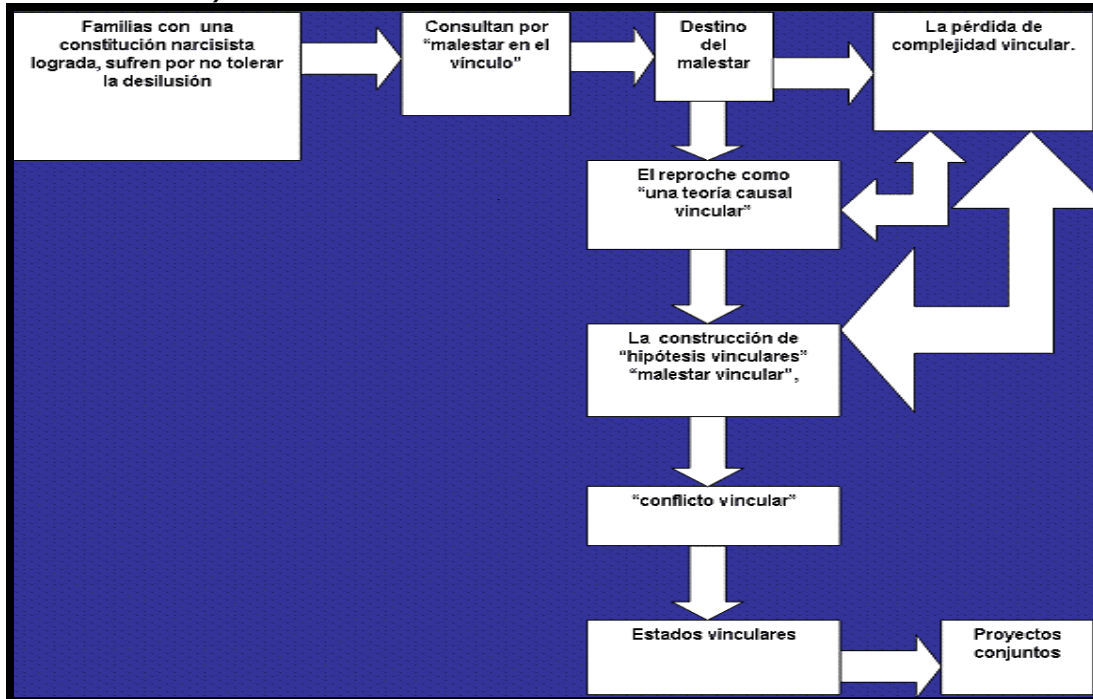 Familias con una
constitución narcisista
lograda, sufren por no tolerar
la desilusión
Consultan por
"malestar en el
vínculo"
Destino
del
malestar
La pérdida de
complejidad vincular.
El reproche como
"una teoría causal
vincular"
La construcción de
"hipótesis vinculares"
"malestar vincular",
"conflicto vincular"
Estados vinculares
Proyectos
conjuntos